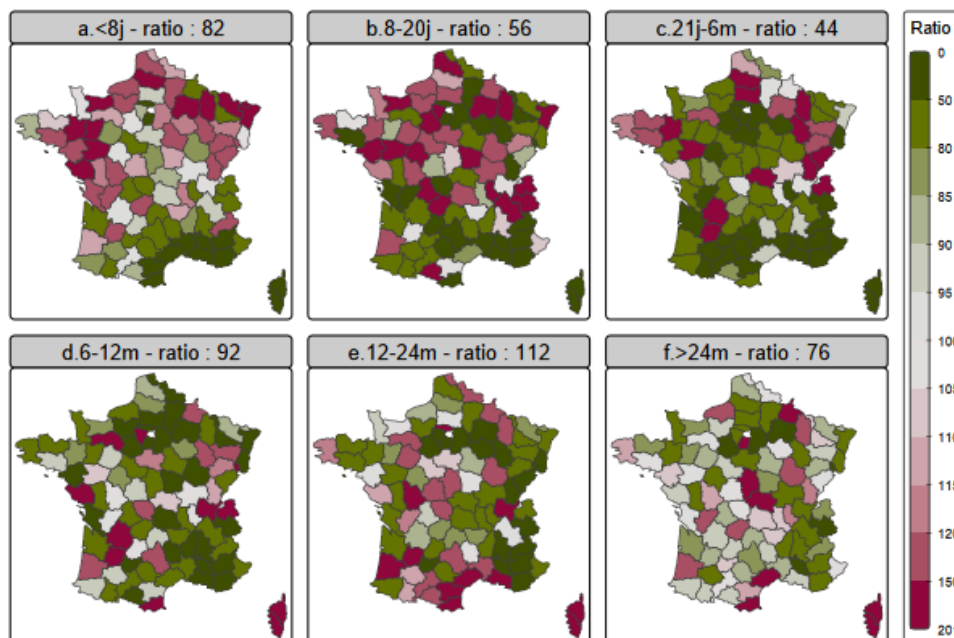 a.<8j - ratio : 82
b.8-20j - ratio : 56
c.21j-6m - ratio : 44
d.6-12m - ratio : 92
e.12-24m - ratio : 112
f.>24m - ratio : 76
Ratio
0
50
80
85
90
95
100
105
110
115
120
150